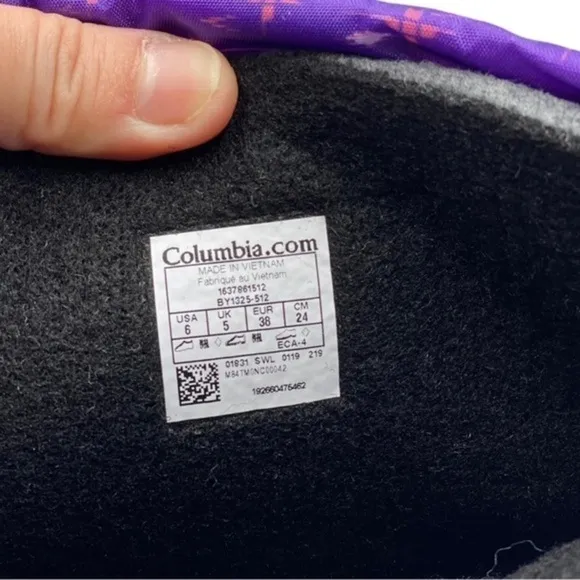 Columbia.com
MADE IN VIETNAM
Fabriqué au Vietnam
1637861512
BY1325-512
USA UK EUR CM
6 5 38 24
ECA-4
01931 SWL 0119 219
192660475462